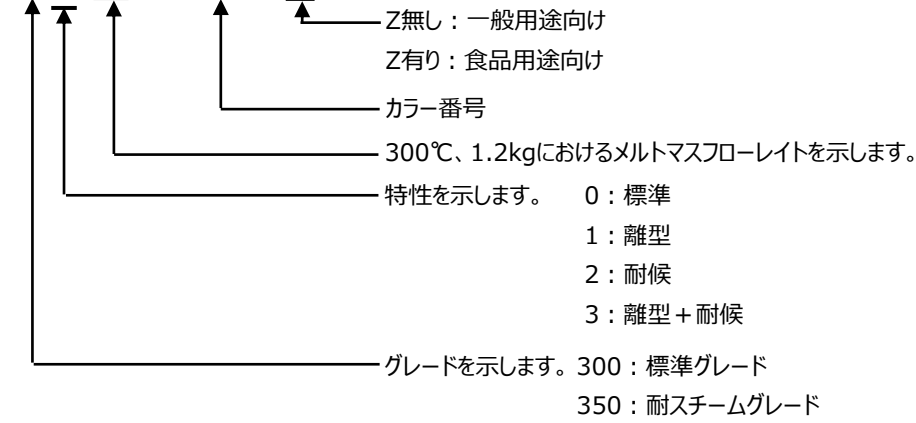 Z無し：一般用途向け
Z有り：食品用途向け
カラー番号
300℃、1.2kgにおけるメルトマスフローレイトを示します。
特性を示します。 0：標準
1：離型
2：耐候
3：離型＋耐候
グレードを示します。300：標準グレード
350：耐スチームグレード